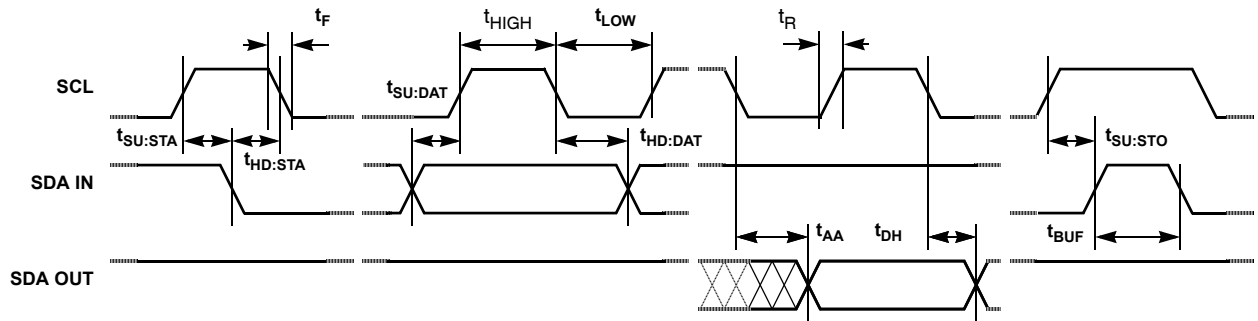 tF
tHIGH
tLOW
tR
SCL
tSU:DAT
tSU:STA
tHD:STA
tHD:DAT
tSU:STO
SDA IN
tAA
tDH
tBUF
SDA OUT